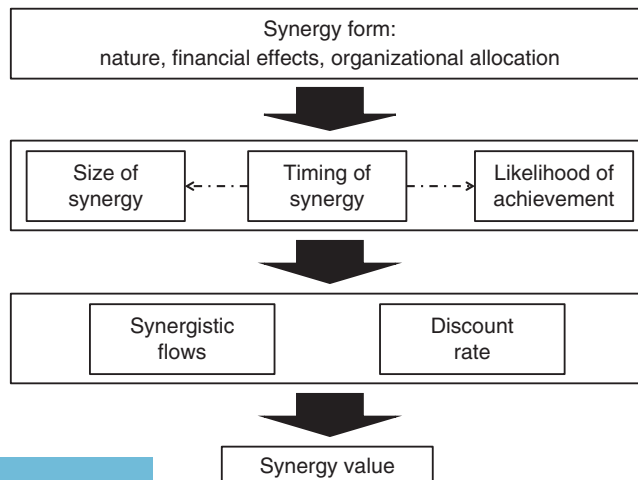 Synergy form:
nature, financial effects, organizational allocation
Size of
synergy
Timing of
synergy
Likelihood of
achievement
Synergistic
flows
Discount
rate
Synergy value